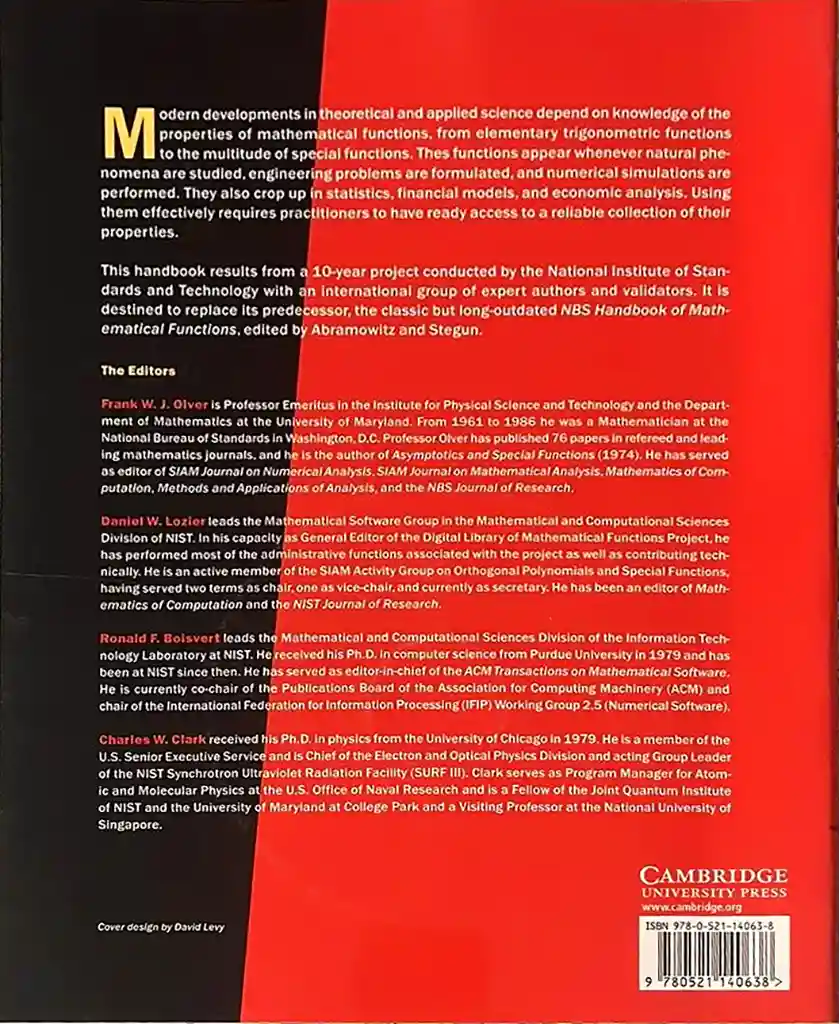 Modern developments in theoretical and applied science depend on knowledge of the
properties of mathematical functions, from elementary trigonometric functions
to the multitude of special functions. Thes functions appear whenever natural phe-
nomena are studied, engineering problems are formulated, and numerical simulations are
performed. They also crop up in statistics, financial models, and economic analysis. Using
them effectively requires practitioners to have ready access to a reliable collection of their
properties.
This handbook results from a 10-year project conducted by the National Institute of Stan-
dards and Technology with an international group of expert authors and validators. It is
destined to replace its predecessor, the classic but long-outdated NBS Handbook of Math-
ematical Functions, edited by Abramowitz and Stegun.
The Editors
Frank W. J. Olver is Professor Emeritus in the Institute for Physical Science and Technology and the Depart-
ment of Mathematics at the University of Maryland. From 1961 to 1986 he was a Mathematician at the
National Bureau of Standards in Washington, D.C. Professor Olver has published 76 papers in refereed and lead-
ing mathematics journals, and he is the author of Asymptotics and Special Functions (1974). He has served
as editor of SIAM Journal on Numerical Analysis, SIAM Journal on Mathematical Analysis, Mathematics of Com-
putation, Methods and Applications of Analysis, and the NBS Journal of Research.
Daniel W. Lozier leads the Mathematical Software Group in the Mathematical and Computational Sciences
Division of NIST. In his capacity as General Editor of the Digital Library of Mathematical Functions Project, he
has performed most of the administrative functions associated with the project as well as contributing tech-
nically. He is an active member of the SIAM Activity Group on Orthogonal Polynomials and Special Functions,
having served two terms as chair, one as vice-chair, and currently as secretary. He has been an editor of Math-
ematics of Computation and the NIST Journal of Research.
Ronald F. Boisvert leads the Mathematical and Computational Sciences Division of the Information Tech-
nology Laboratory at NIST. He received his Ph.D. in computer science from Purdue University in 1979 and has
been at NIST since then. He has served as editor-in-chief of the ACM Transactions on Mathematical Software.
He is currently co-chair of the Publications Board of the Association for Computing Machinery (ACM) and
chair of the International Federation for Information Processing (IFIP) Working Group 2.5 (Numerical Software).
Charles W. Clark received his Ph.D. in physics from the University of Chicago in 1979. He is a member of the
U.S. Senior Executive Service and is Chief of the Electron and Optical Physics Division and acting Group Leader
of the NIST Synchrotron Ultraviolet Radiation Facility (SURF III). Clark serves as Program Manager for Atom-
ic and Molecular Physics at the U.S. Office of Naval Research and is a Fellow of the Joint Quantum Institute
of NIST and the University of Maryland at College Park and a Visiting Professor at the National University of
Singapore.
CAMBRIDGE
UNIVERSITY PRESS
www.cambridge.org
Cover design by David Levy
ISBN 978-0-521-14063-8
9 780521 140638 >